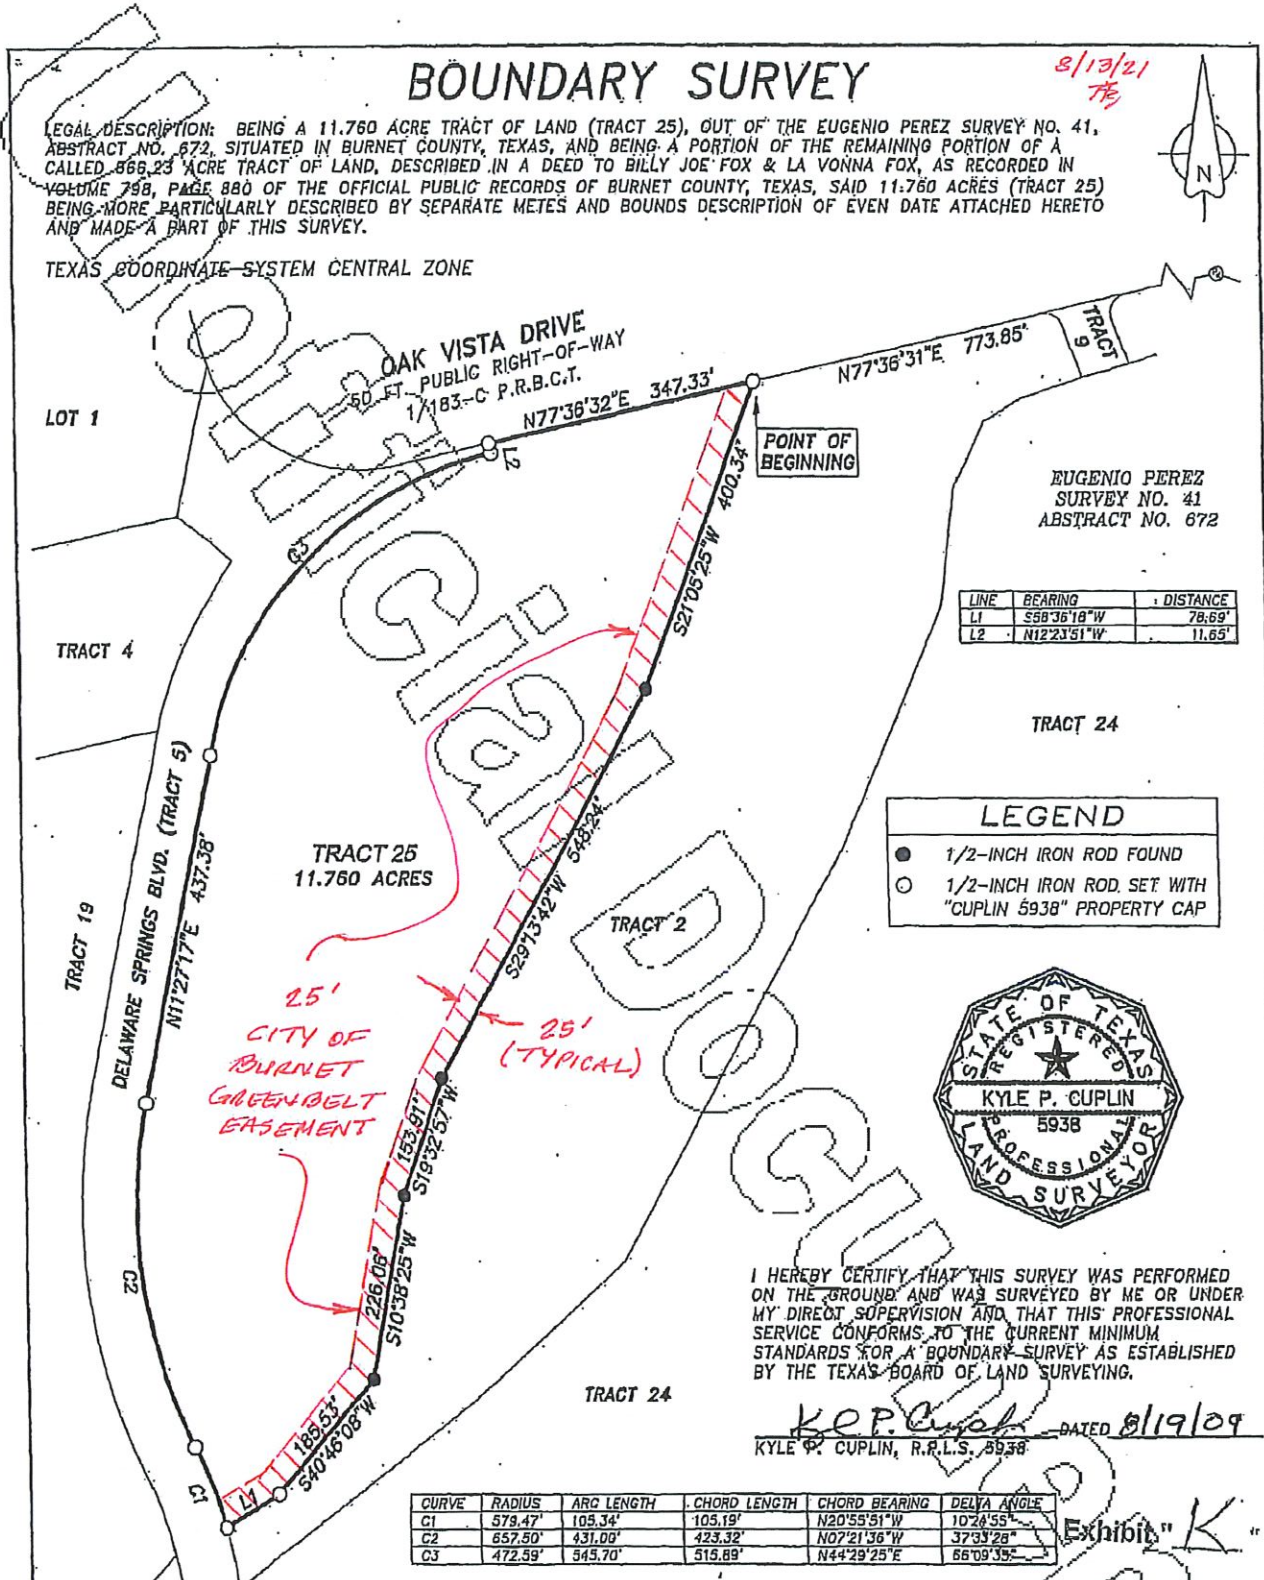 BOUNDARY SURVEY
8/13/21
LEGAL DESCRIPTION: BEING A 11.760 ACRE TRACT OF LAND (TRACT 25), OUT OF THE EUGENIO PEREZ SURVEY NO. 41,
ABSTRACT NO. 672, SITUATED IN BURNET COUNTY, TEXAS, AND BEING A PORTION OF THE REMAINING PORTION OF A
CALLED 866.23 ACRE TRACT OF LAND, DESCRIBED IN A DEED TO BILLY JOE FOX & LA VONNA FOX, AS RECORDED IN
VOLUME 798, PAGE 880 OF THE OFFICIAL PUBLIC RECORDS OF BURNET COUNTY, TEXAS, SAID 11.760 ACRES (TRACT 25)
BEING MORE PARTICULARLY DESCRIBED BY SEPARATE METES AND BOUNDS DESCRIPTION OF EVEN DATE ATTACHED HERETO
AND MADE A PART OF THIS SURVEY.
N
TEXAS COORDINATE SYSTEM CENTRAL ZONE
OAK VISTA DRIVE
60 FT. PUBLIC RIGHT-OF-WAY
1/183-C P.R.B.C.T.
N77°36'32"E 347.33'
N77°36'31"E 773.85'
TRACT 9
LOT 1
L2
POINT OF
BEGINNING
EUGENIO PEREZ
SURVEY NO. 41
ABSTRACT NO. 672
C3
S21°05'25"W 400.34'
LINE BEARING DISTANCE
L1 S58°36'18"W 78.69'
L2 N12°23'51"W 11.65'
TRACT 4
TRACT 24
LEGEND
1/2-INCH IRON ROD FOUND
1/2-INCH IRON ROD SET WITH
"CUPLIN 5938" PROPERTY CAP
TRACT 25
11.760 ACRES
TRACT 19
DELAWARE SPRINGS BLVD. (TRACT 5)
N11°27'17"E 437.38'
S29°13'42"W 548.24'
TRACT 2
25'
CITY OF
BURNET
GREENBELT
EASEMENT
25'
(TYPICAL)
STATE OF TEXAS
REGISTERED
KYLE P. CUPLIN
5938
PROFESSIONAL
LAND SURVEYOR
153.91'
S19°32'57"W
226.06'
S10°38'25"W
C2
I HEREBY CERTIFY THAT THIS SURVEY WAS PERFORMED
ON THE GROUND AND WAS SURVEYED BY ME OR UNDER
MY DIRECT SUPERVISION AND THAT THIS PROFESSIONAL
SERVICE CONFORMS TO THE CURRENT MINIMUM
STANDARDS FOR A BOUNDARY SURVEY AS ESTABLISHED
BY THE TEXAS BOARD OF LAND SURVEYING.
TRACT 24
185.53'
S40°46'08"W
L1
C1
DATED 8/19/09
KYLE P. CUPLIN, R.P.L.S. 5938
CURVE RADIUS ARC LENGTH CHORD LENGTH CHORD BEARING DELTA ANGLE
C1 579.47' 105.34' 105.19' N20°55'51"W 10°24'55"
C2 657.50' 431.00' 423.32' N07°21'36"W 37°33'28"
C3 472.59' 545.70' 515.89' N44°29'25"E 66°09'35"
Exhibit "K"
Unofficial Document